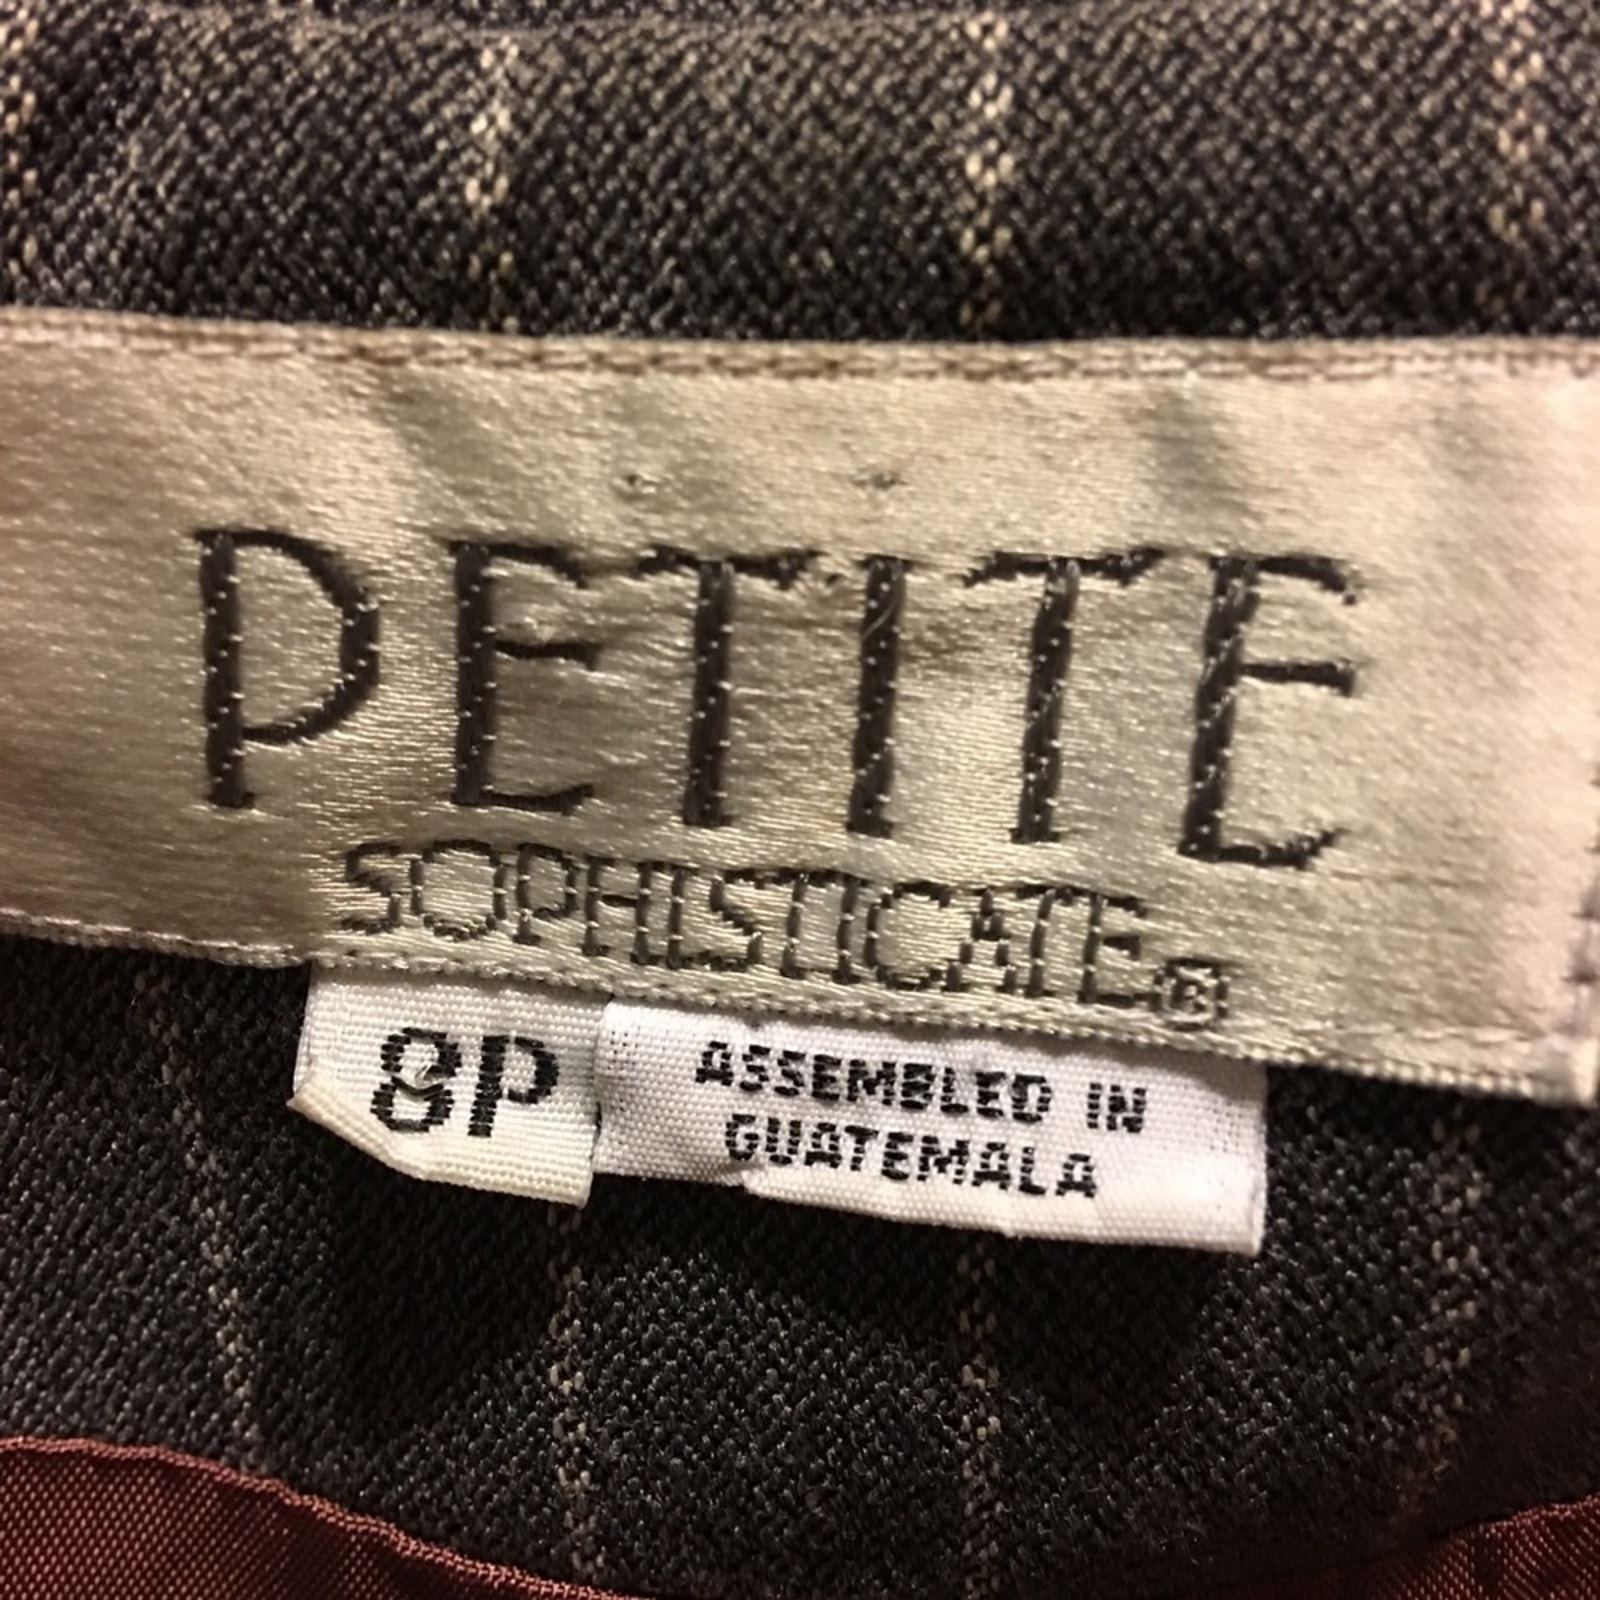 PETITE
SOPHISTICATE®
8P
ASSEMBLED IN
GUATEMALA